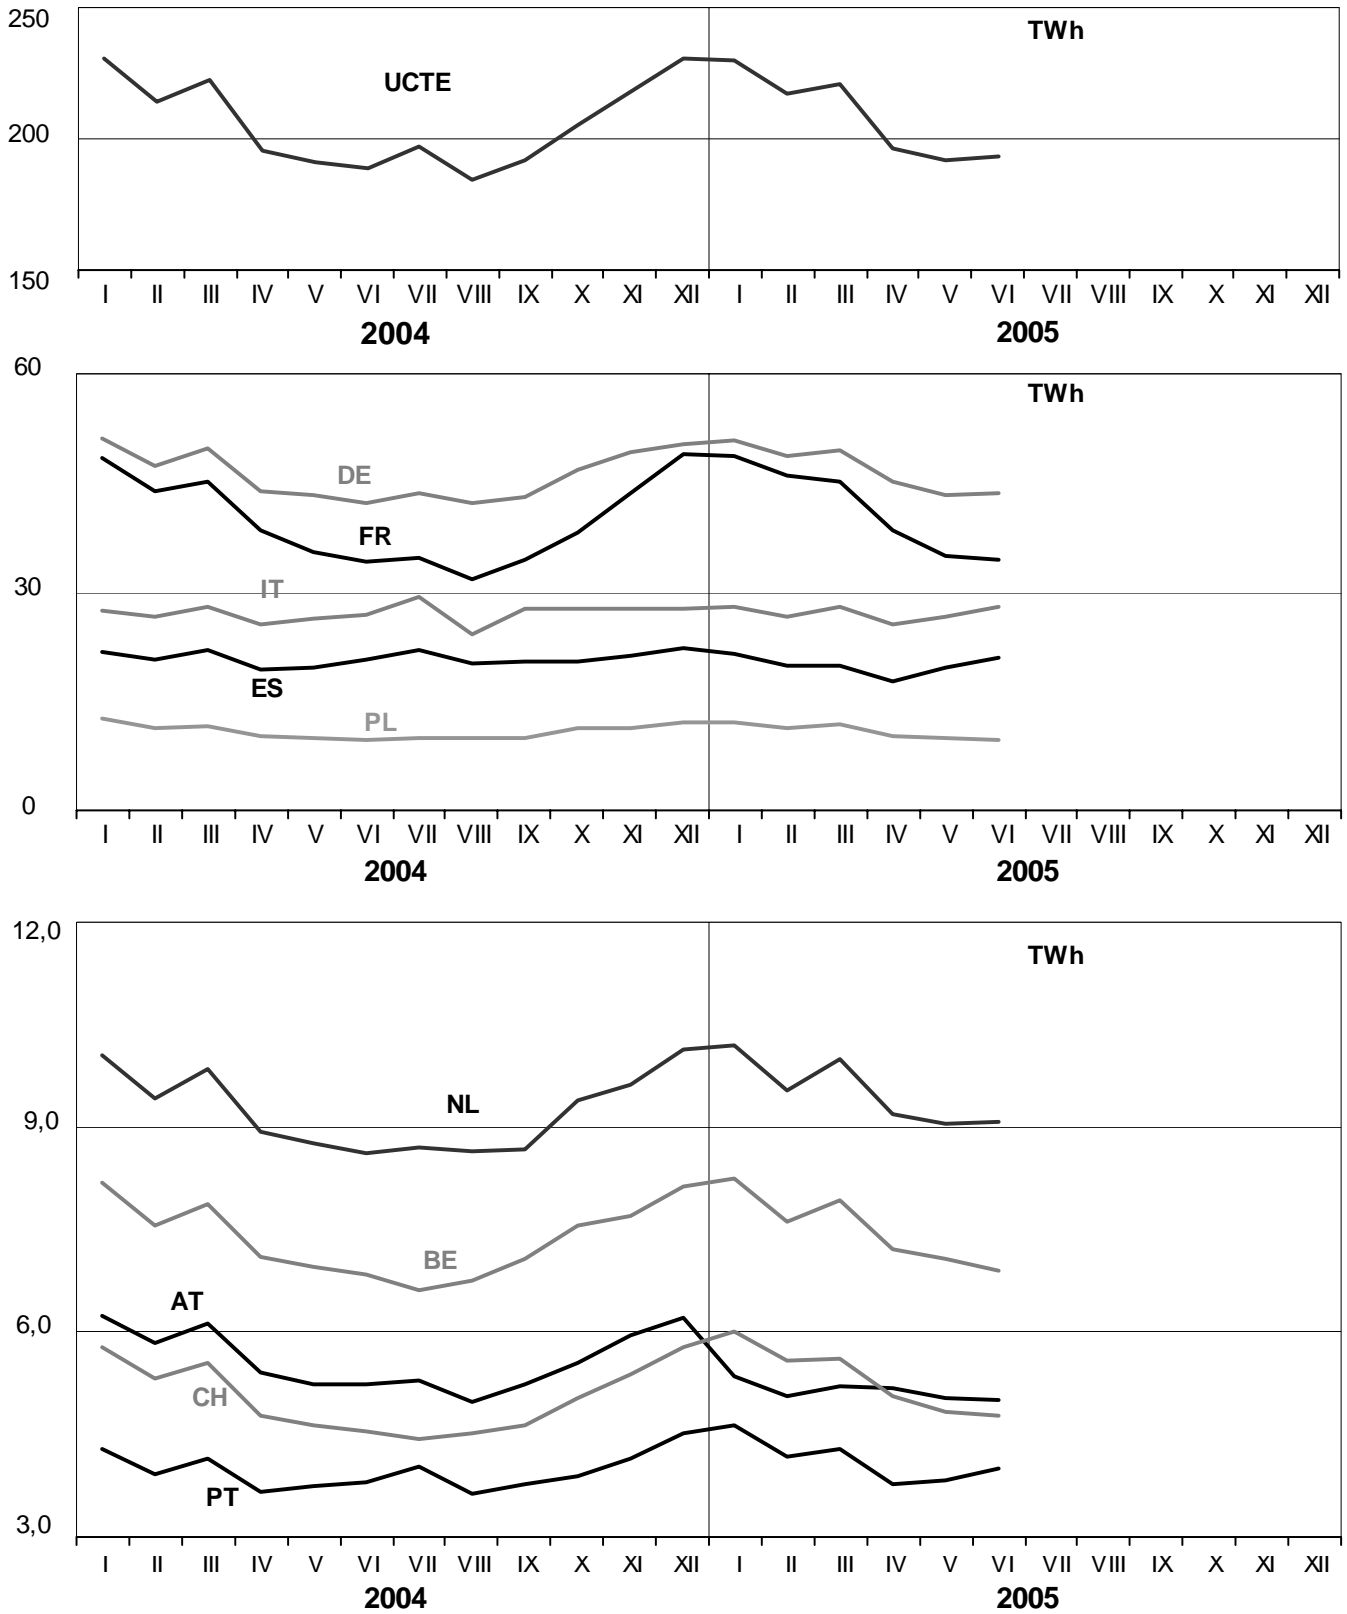 250
TWh
UCTE
200
150
I II III IV V VI VII VIII IX X XI XII I II III IV V VI VII VIII IX X XI XII
2004 2005
60
TWh
DE
FR
IT
30
ES
PL
0
I II III IV V VI VII VIII IX X XI XII I II III IV V VI VII VIII IX X XI XII
2004 2005
12,0
TWh
NL
9,0
BE
AT
6,0
CH
PT
3,0
I II III IV V VI VII VIII IX X XI XII I II III IV V VI VII VIII IX X XI XII
2004 2005